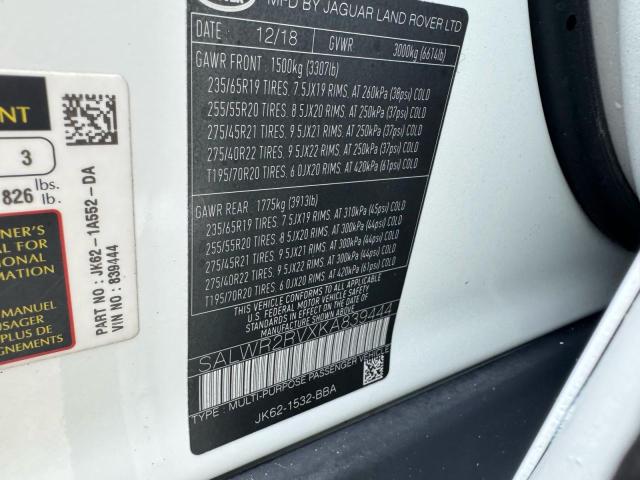 MFD BY JAGUAR LAND ROVER LTD
DATE 12/18 GVWR 3000kg (6614lb)
GAWR FRONT 1500kg (3307lb)
235/65R19 TIRES. 7.5JX19 RIMS. AT 260kPa (38psi) COLD
255/55R20 TIRES. 8.5JX20 RIMS. AT 250kPa (37psi) COLD
275/45R21 TIRES. 9.5JX21 RIMS. AT 250kPa (37psi) COLD
275/40R22 TIRES. 9.5JX22 RIMS. AT 250kPa (37psi) COLD
T195/70R20 TIRES. 6.0JX20 RIMS. AT 420kPa (61psi) COLD
GAWR REAR 1775kg (3913lb)
235/65R19 TIRES. 7.5JX19 RIMS. AT 310kPa (45psi) COLD
255/55R20 TIRES. 8.5JX20 RIMS. AT 300kPa (44psi) COLD
275/45R21 TIRES. 9.5JX21 RIMS. AT 300kPa (44psi) COLD
275/40R22 TIRES. 9.5JX22 RIMS. AT 300kPa (44psi) COLD
T195/70R20 TIRES. 6.0JX20 RIMS. AT 420kPa (61psi) COLD
THIS VEHICLE CONFORMS TO ALL APPLICABLE
U.S. FEDERAL MOTOR VEHICLE SAFETY, BUMPER,
AND THEFT PREVENTION STANDARDS IN EFFECT
ON THE DATE OF MANUFACTURE SHOWN ABOVE.
SALWR2RVXKA839444
TYPE : MULTI-PURPOSE PASSENGER VEHICLE
JK62-1532-BBA
3
826 lbs.
lb.
MANUEL
PLUS DE
PART NO : JK62-1A552-DA
VIN NO : 839444